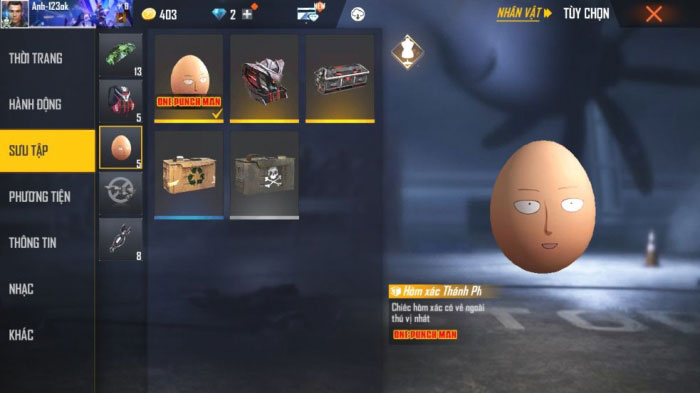 Anh-123ok
403
2
NHÂN VẬT
TÙY CHỌN
THỜI TRANG
HÀNH ĐỘNG
SƯU TẬP
PHƯƠNG TIỆN
THÔNG TIN
NHẠC
KHÁC
13
5
5
8
ONE PUNCH MAN
Hòm xác Thánh Ph
Chiếc hòm xác có vẻ ngoài
thú vị nhất
ONE PUNCH MAN